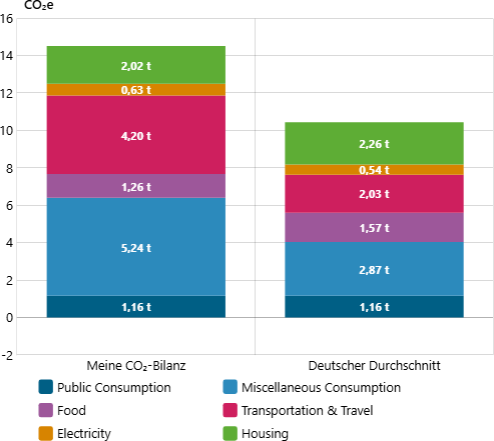 CO₂e
16
14
12
10
8
6
4
2
0
-2
2,02 t
0,63 t
4,20 t
1,26 t
5,24 t
1,16 t
2,26 t
0,54 t
2,03 t
1,57 t
2,87 t
1,16 t
Meine CO₂-Bilanz
Deutscher Durchschnitt
Public Consumption
Miscellaneous Consumption
Food
Transportation & Travel
Electricity
Housing